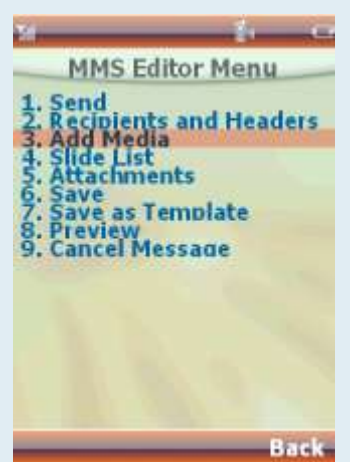 MMS Editor Menu
1. Send
2. Recipients and Headers
3. Add Media
4. Slide List
5. Attachments
6. Save
7. Save as Template
8. Preview
9. Cancel Message
Back